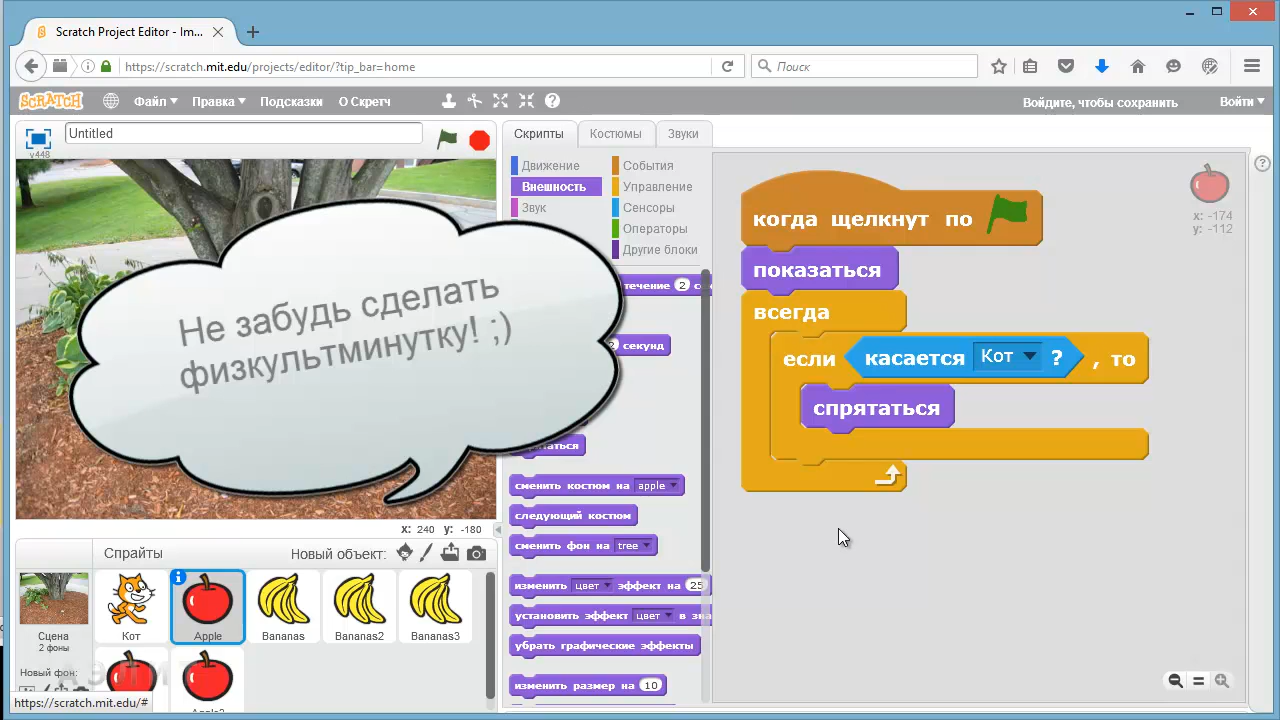 Scratch Project Editor - Im...
https://scratch.mit.edu/projects/editor/?tip_bar=home
Поиск
SCRATCH
Файл
Правка
Подсказки
О Скретч
Войдите, чтобы сохранить
Войти
Untitled
v448
Скрипты
Костюмы
Звуки
Движение
События
Внешность
Управление
Звук
Сенсоры
Операторы
Другие блоки
Не забудь сделать
физкультминутку! ;)
течение 2
секунд
сменить костюм на apple
следующий костюм
сменить фон на tree
изменить цвет эффект на 25
установить эффект цвет в
убрать графические эффекты
изменить размер на 10
когда щелкнут по
показаться
всегда
если касается Кот ? , то
спрятаться
x: -174
y: -112
x: 240 y: -180
Спрайты
Новый объект:
Сцена
2 фоны
Новый фон:
Кот
Apple
Bananas
Bananas2
Bananas3
https://scratch.mit.edu/#